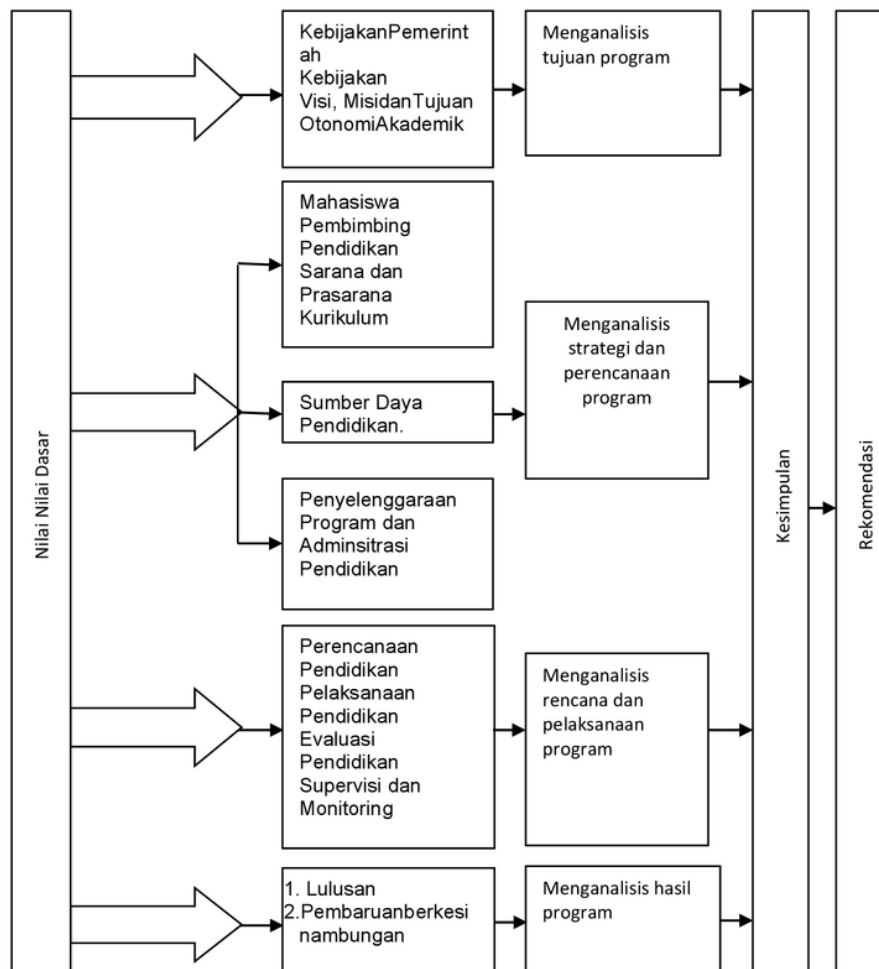 Nilai Nilai Dasar
KebijakanPemerint
ah
Kebijakan
Visi, MisidanTujuan
OtonomiAkademik
Menganalisis
tujuan program
Mahasiswa
Pembimbing
Pendidikan
Sarana dan
Prasarana
Kurikulum
Sumber Daya
Pendidikan.
Penyelenggaraan
Program dan
Adminsitrasi
Pendidikan
Menganalisis
strategi dan
perencanaan
program
Perencanaan
Pendidikan
Pelaksanaan
Pendidikan
Evaluasi
Pendidikan
Supervisi dan
Monitoring
Menganalisis
rencana dan
pelaksanaan
program
1. Lulusan
2.Pembaruanberkesi
nambungan
Menganalisis hasil
program
Kesimpulan
Rekomendasi